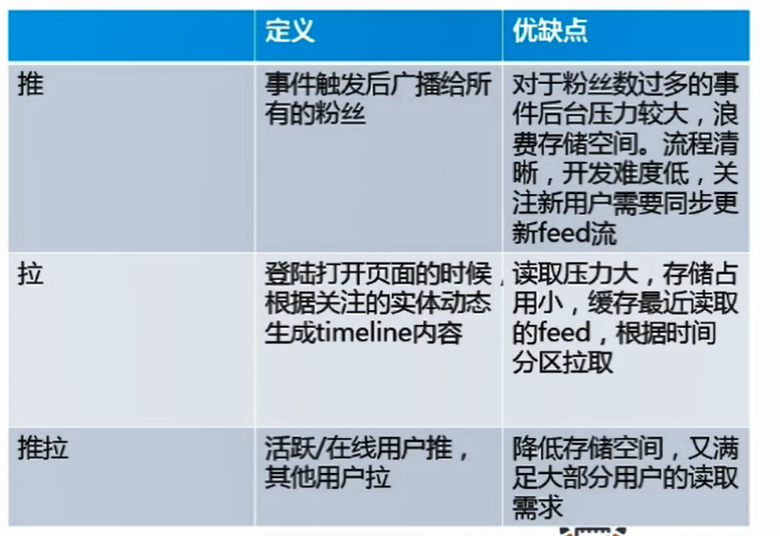 定义
优缺点
推
事件触发后广播给所
有的粉丝
对于粉丝数过多的事
件后台压力较大，浪
费存储空间。流程清
晰，开发难度低，关
注新用户需要同步更
新feed流
拉
登陆打开页面的时候，
根据关注的实体动态
生成timeline内容
读取压力大，存储占
用小，缓存最近读取
的feed，根据时间
分区拉取
推拉
活跃/在线用户推，
其他用户拉
降低存储空间，又满
足大部分用户的读取
需求